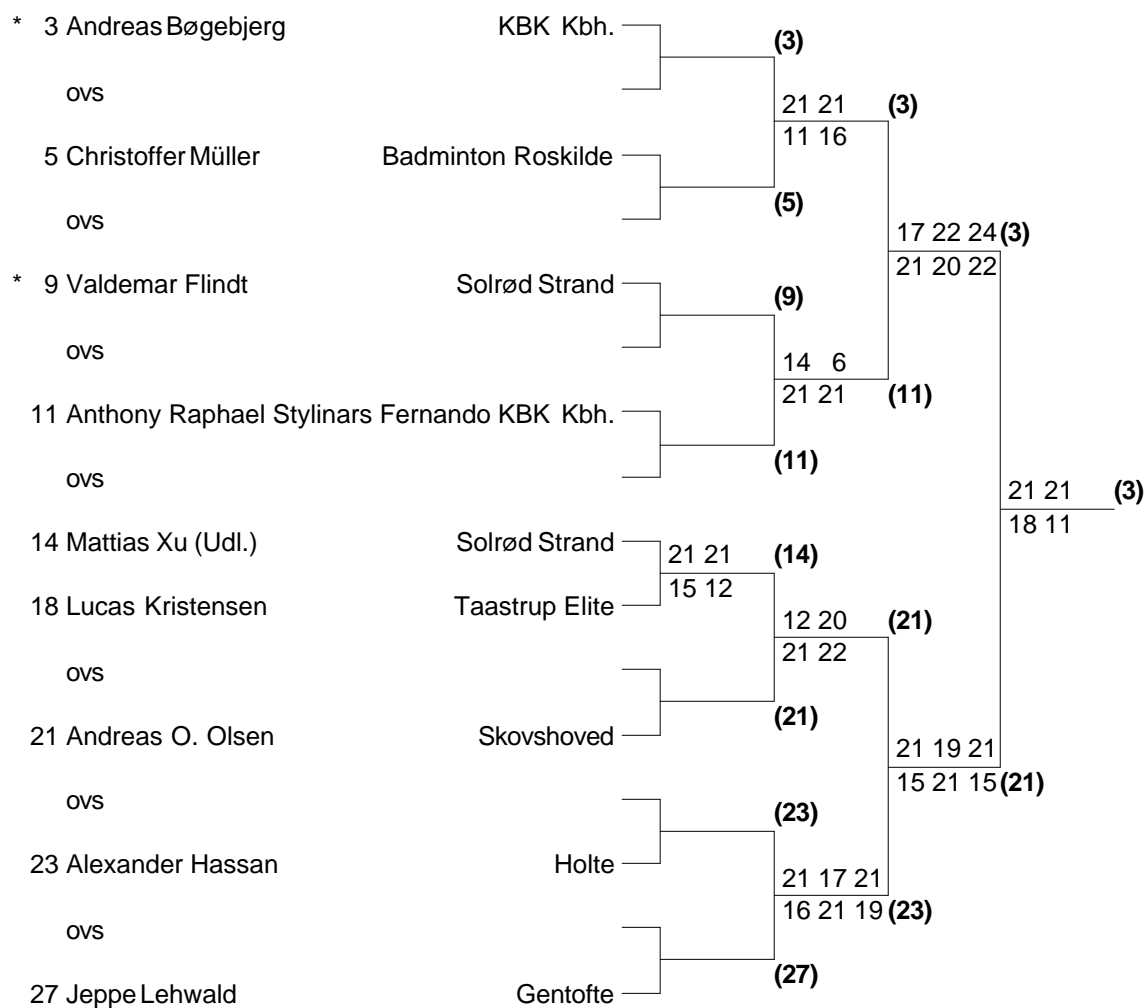 * 3 Andreas Bøgebjerg KBK Kbh. (3)
ovs
21 21 (3)
11 16
5 Christoffer Müller Badminton Roskilde
(5)
ovs
17 22 24 (3)
21 20 22
* 9 Valdemar Flindt Solrød Strand (9)
ovs
14 6
21 21 (11)
11 Anthony Raphael Stylinars Fernando KBK Kbh.
(11)
ovs
21 21 (3)
18 11
14 Mattias Xu (Udl.) Solrød Strand
21 21 (14)
15 12
18 Lucas Kristensen Taastrup Elite
12 20 (21)
21 22
ovs
(21)
21 Andreas O. Olsen Skovshoved
21 19 21
15 21 15 (21)
ovs
(23)
23 Alexander Hassan Holte
21 17 21
16 21 19 (23)
ovs
(27)
27 Jeppe Lehwald Gentofte